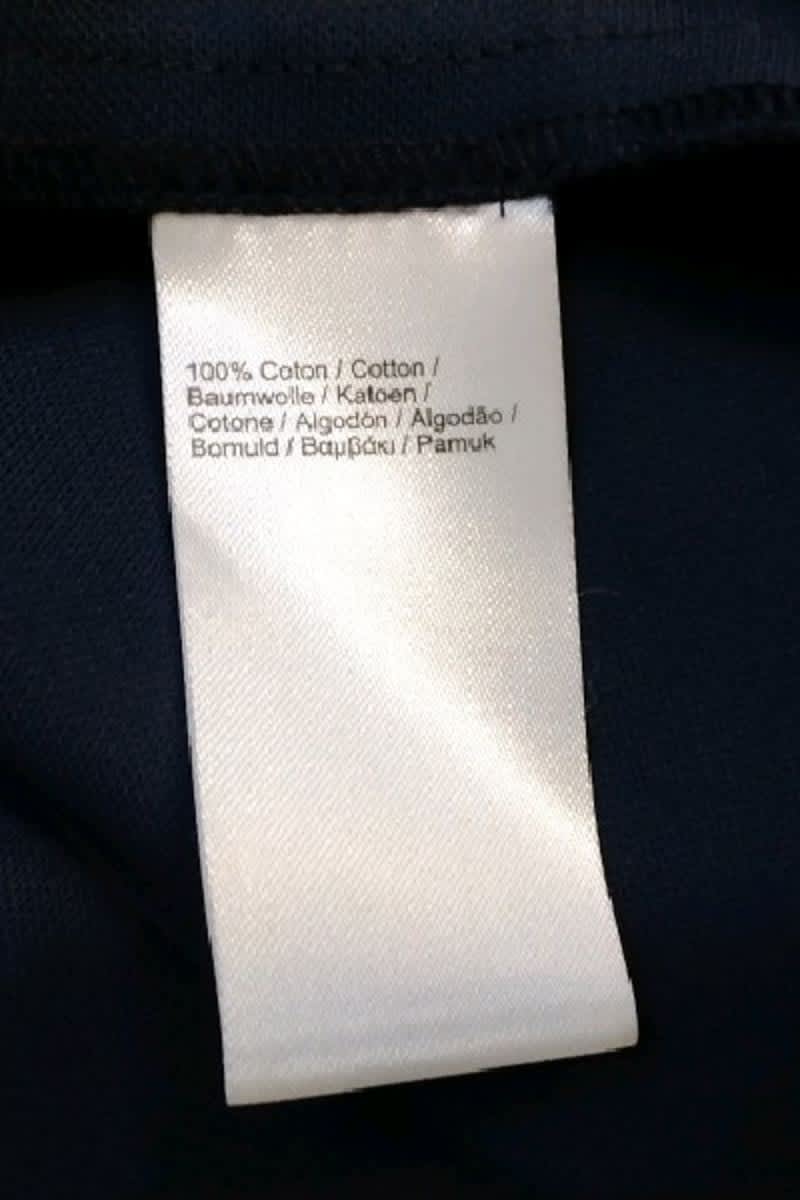 100% Coton / Cotton /
Baumwolle / Katoen /
Cotone / Algodón / Algodão /
Bomuld / Βαμβάκι / Pamuk